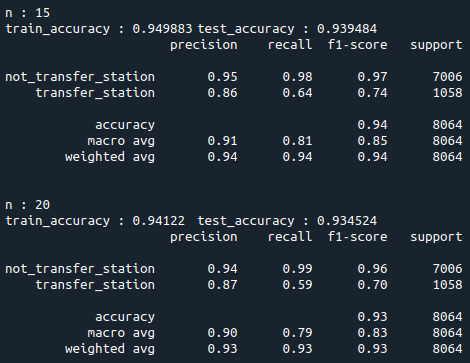 n : 15
train_accuracy : 0.949883 test_accuracy : 0.939484
precision recall f1-score support
not_transfer_station 0.95 0.98 0.97 7006
transfer_station 0.86 0.64 0.74 1058
accuracy 0.94 8064
macro avg 0.91 0.81 0.85 8064
weighted avg 0.94 0.94 0.94 8064
n : 20
train_accuracy : 0.94122 test_accuracy : 0.934524
precision recall f1-score support
not_transfer_station 0.94 0.99 0.96 7006
transfer_station 0.87 0.59 0.70 1058
accuracy 0.93 8064
macro avg 0.90 0.79 0.83 8064
weighted avg 0.93 0.93 0.93 8064